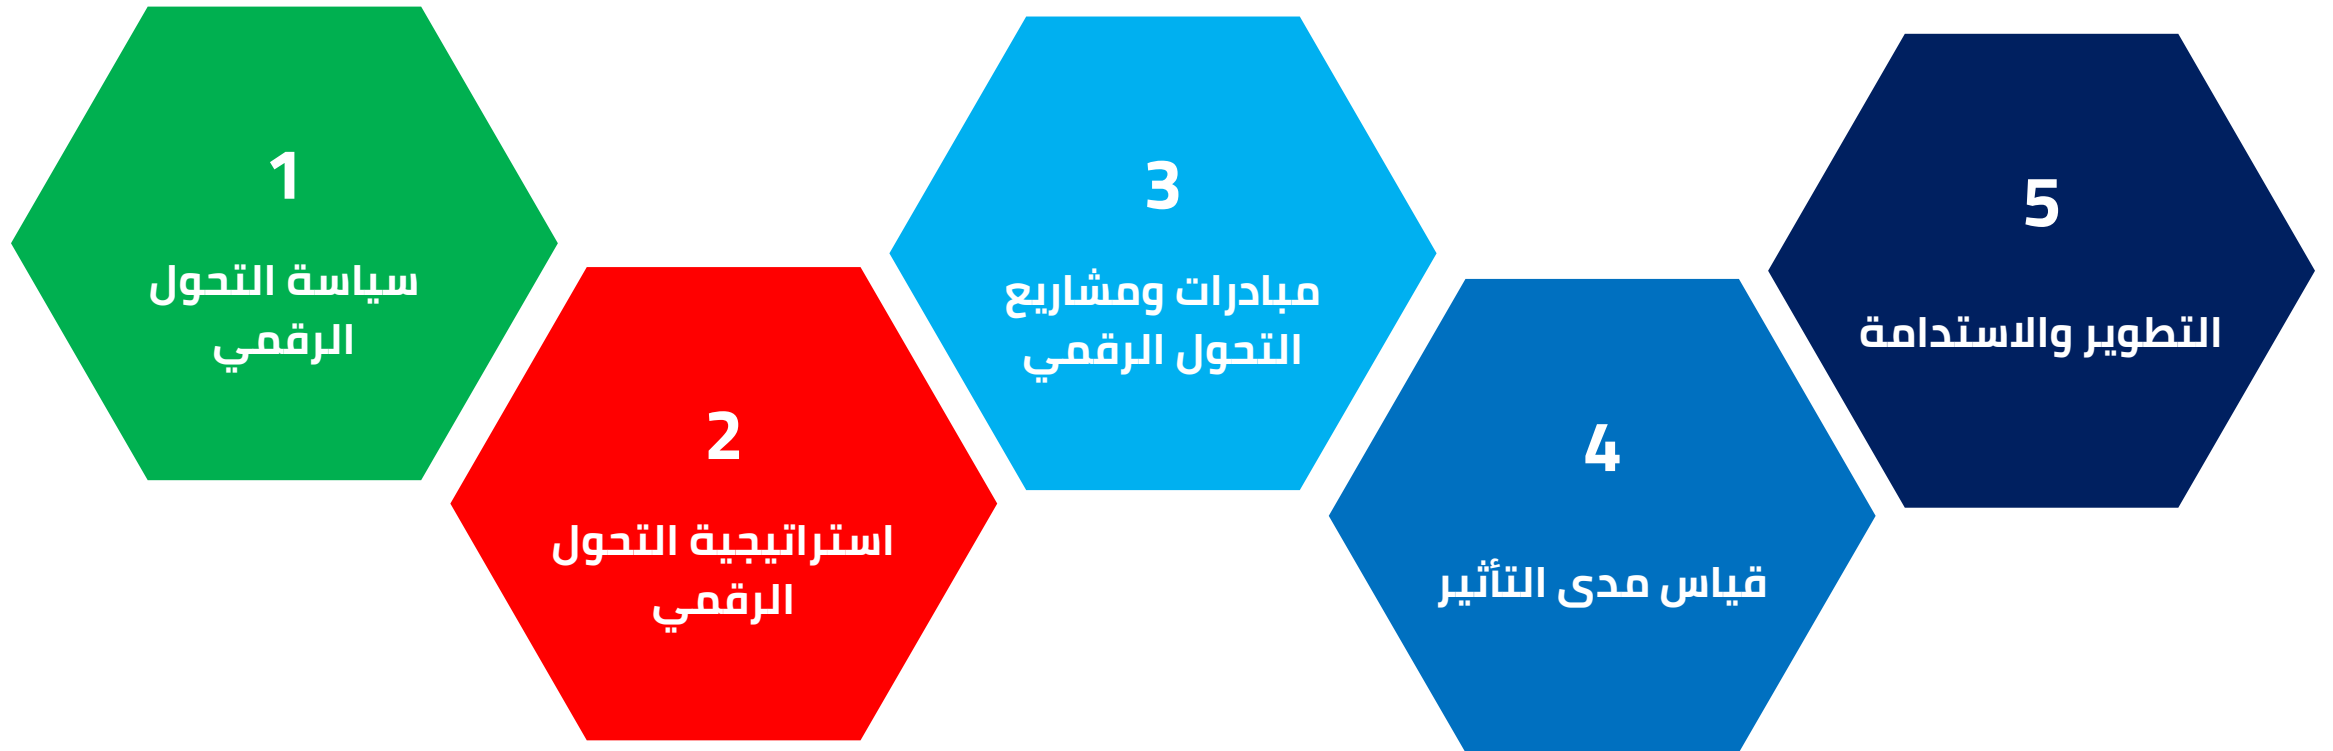 1
سياسة التحول
الرقمي
2
استراتيجية التحول
الرقمي
3
مبادرات ومشاريع
التحول الرقمي
4
قياس مدى التأثير
5
التطوير والاستدامة